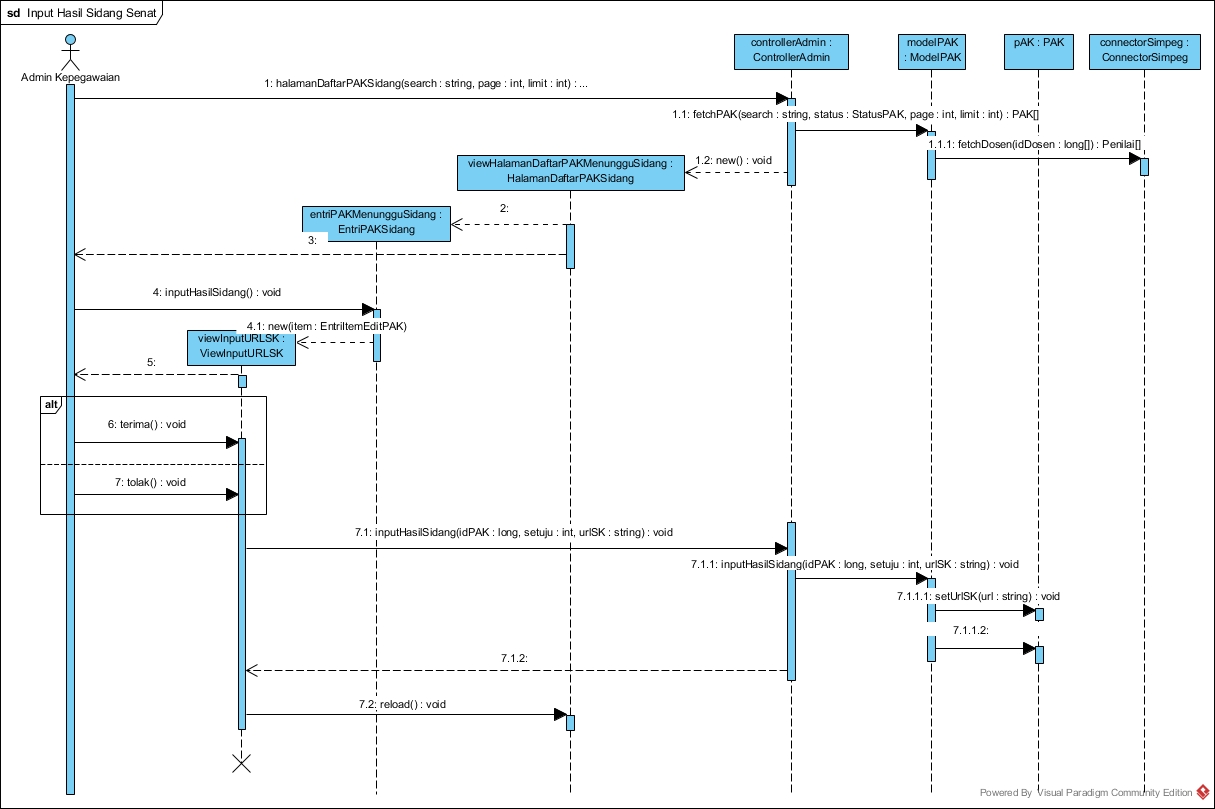 sd Input Hasil Sidang Senat
Admin Kepegawaian
controllerAdmin :
ControllerAdmin
modelPAK
: ModelPAK
pAK : PAK
connectorSimpeg :
ConnectorSimpeg
1: halamanDaftarPAKSidang(search : string, page : int, limit : int) : ...
1.1: fetchPAK(search : string, status : StatusPAK, page : int, limit : int) : PAK[]
1.1.1: fetchDosen(idDosen : long[]) : Penilai[]
viewHalamanDaftarPAKMenungguSidang :
HalamanDaftarPAKSidang
1.2: new() : void
entriPAKMenungguSidang :
EntriPAKSidang
2:
3:
4: inputHasilSidang() : void
4.1: new(item : EntriItemEditPAK)
viewInputURLSK :
ViewInputURLSK
5:
alt
6: terima() : void
7: tolak() : void
7.1: inputHasilSidang(idPAK : long, setuju : int, urlSK : string) : void
7.1.1: inputHasilSidang(idPAK : long, setuju : int, urlSK : string) : void
7.1.1.1: setUrlSK(url : string) : void
7.1.1.2:
7.1.2:
7.2: reload() : void
Powered By Visual Paradigm Community Edition